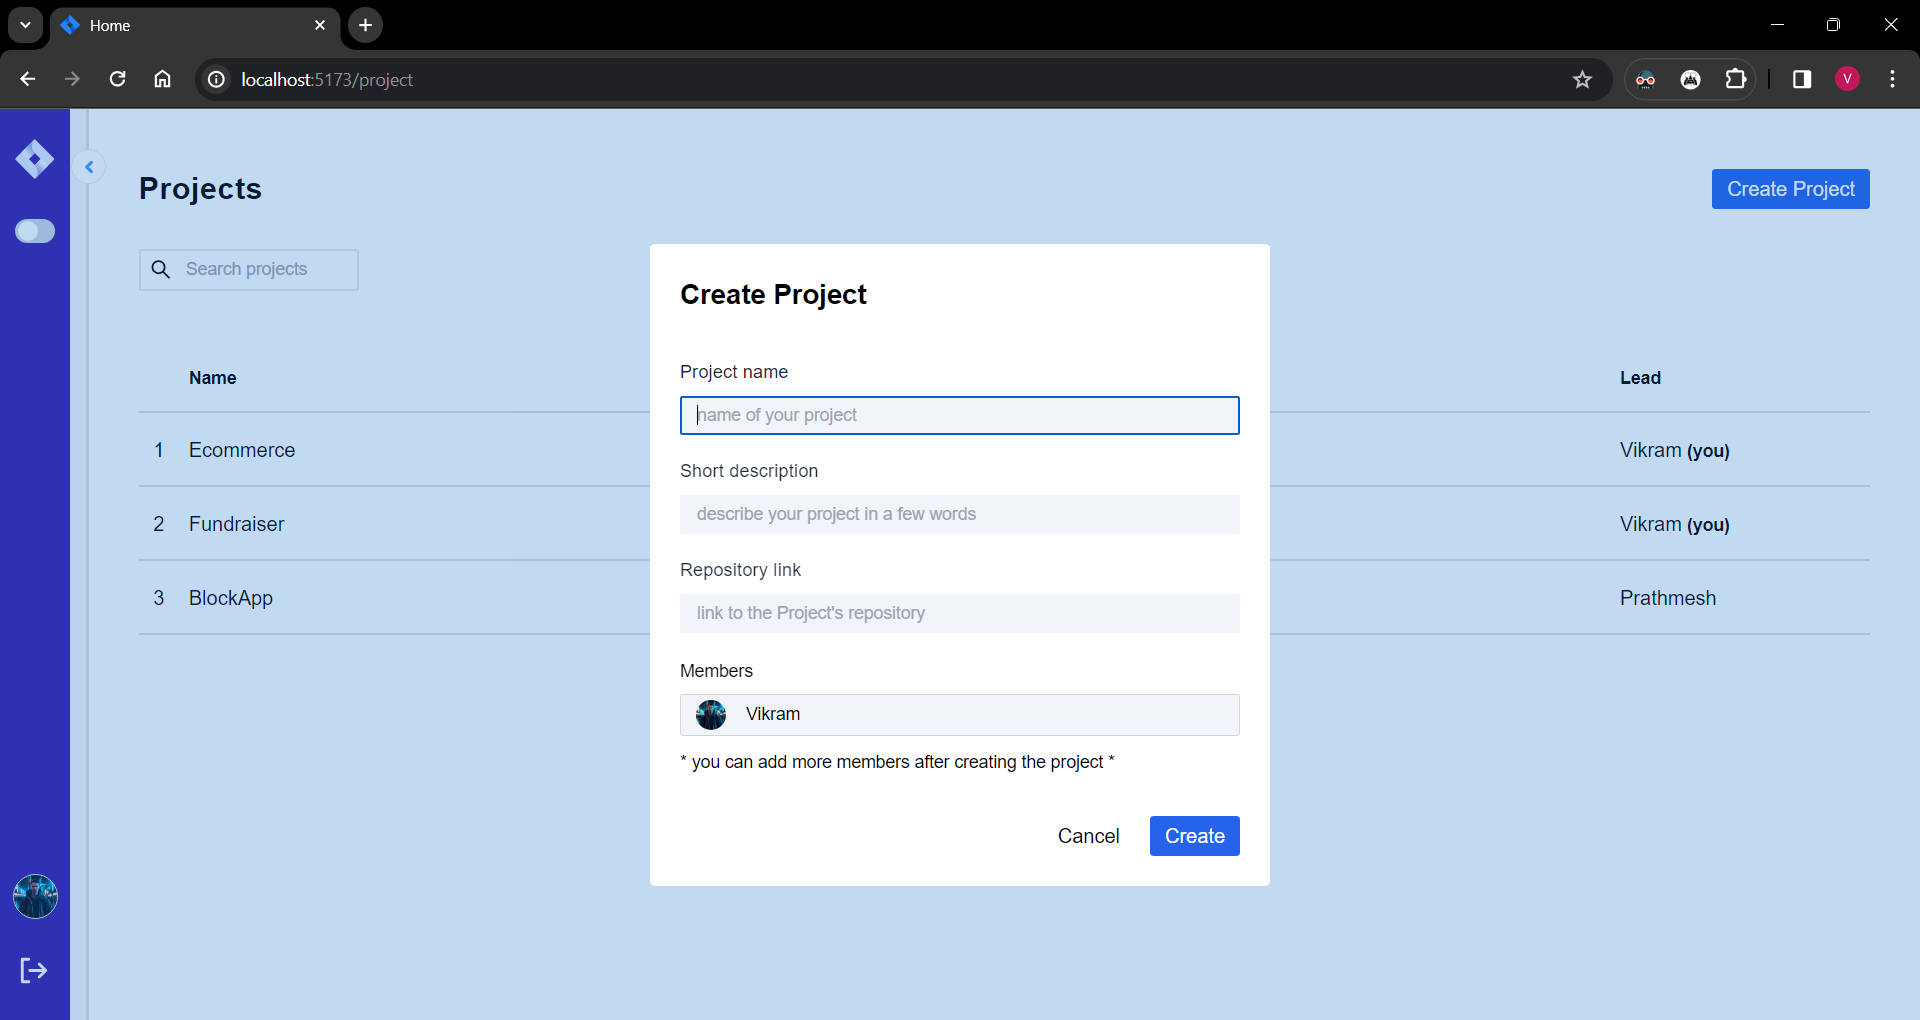 Home
localhost:5173/project
V
Projects
Create Project
Search projects
Name
Lead
1 Ecommerce
Vikram (you)
2 Fundraiser
Vikram (you)
3 BlockApp
Prathmesh
Create Project
Project name
name of your project
Short description
describe your project in a few words
Repository link
link to the Project's repository
Members
Vikram
* you can add more members after creating the project *
Cancel
Create